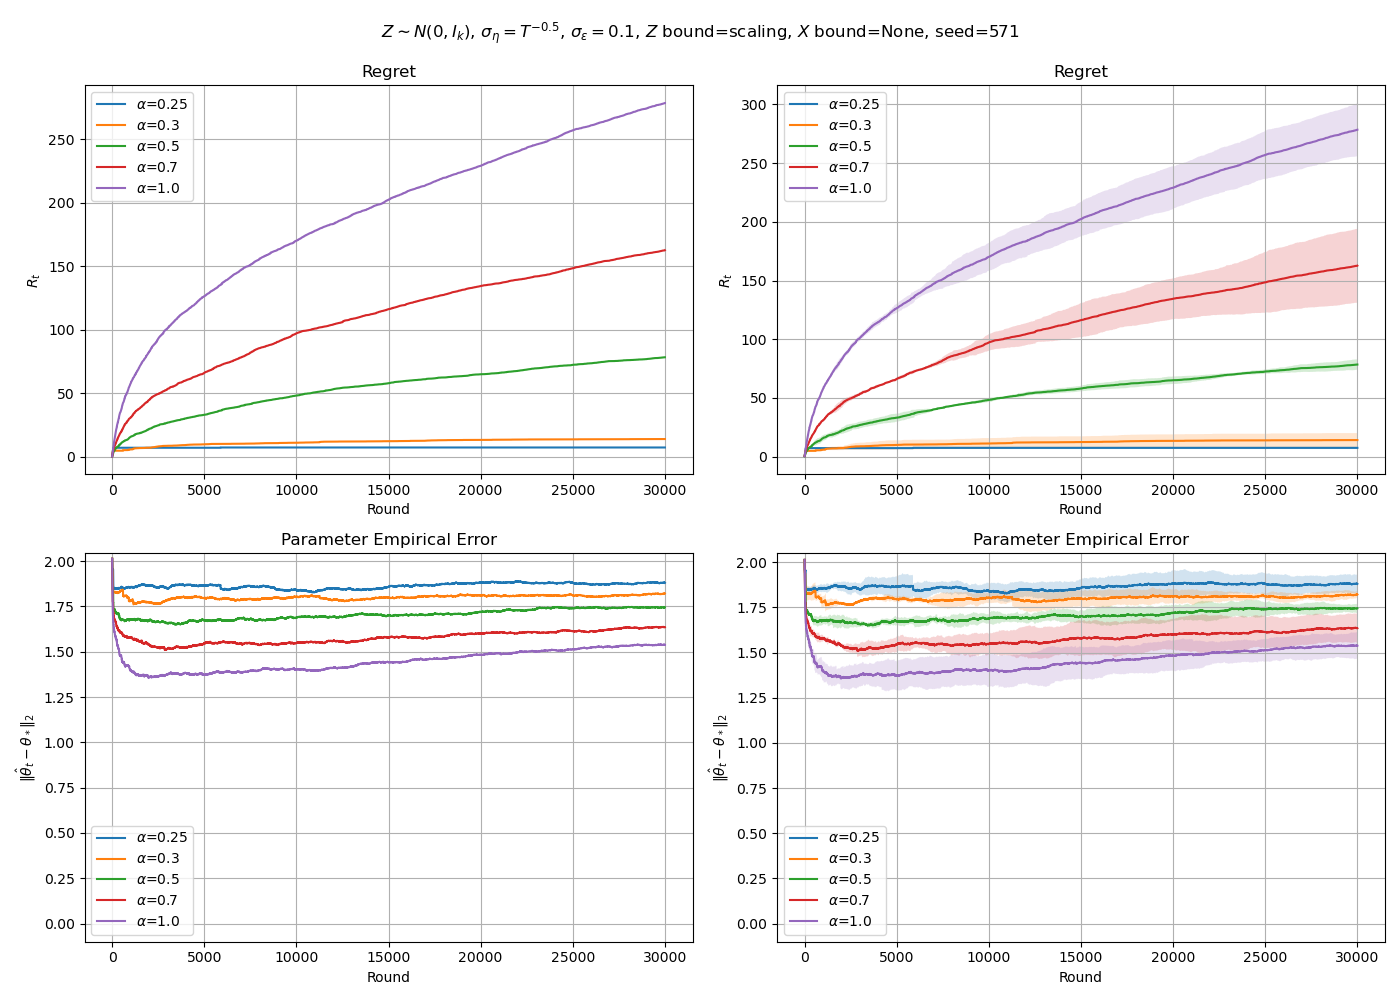 Z ~ N(0, I_k), σ_η = T^{-0.5}, σ_ε = 0.1, Z bound=scaling, X bound=None, seed=571
Regret
R_t
250
200
150
100
50
0
α=0.25
α=0.3
α=0.5
α=0.7
α=1.0
0 5000 10000 15000 20000 25000 30000
Round
Regret
R_t
300
250
200
150
100
50
0
α=0.25
α=0.3
α=0.5
α=0.7
α=1.0
0 5000 10000 15000 20000 25000 30000
Round
Parameter Empirical Error
‖θ̂_t − θ_*‖_2
2.00
1.75
1.50
1.25
1.00
0.75
0.50
0.25
0.00
α=0.25
α=0.3
α=0.5
α=0.7
α=1.0
0 5000 10000 15000 20000 25000 30000
Round
Parameter Empirical Error
‖θ̂_t − θ_*‖_2
2.00
1.75
1.50
1.25
1.00
0.75
0.50
0.25
0.00
α=0.25
α=0.3
α=0.5
α=0.7
α=1.0
0 5000 10000 15000 20000 25000 30000
Round